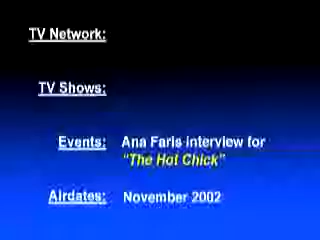 TV Network:
TV Shows:
Events: Ana Faris interview for
"The Hot Chick"
Airdates: November 2002